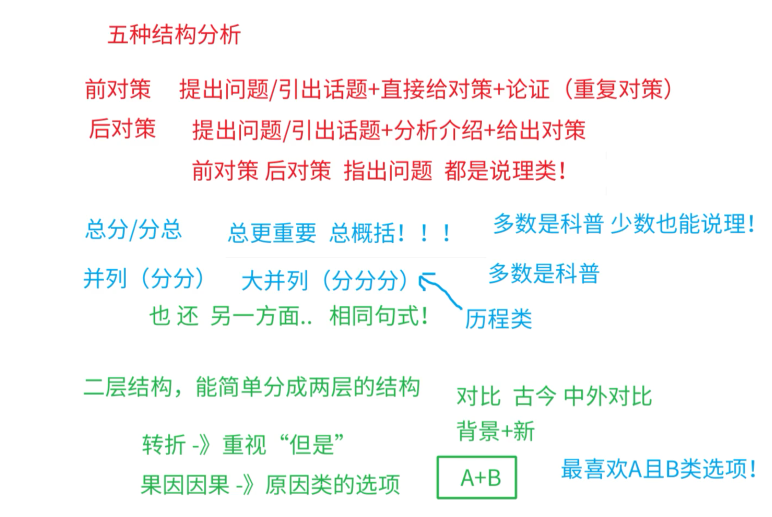 五种结构分析
前对策 提出问题/引出话题+直接给对策+论证（重复对策）
后对策 提出问题/引出话题+分析介绍+给出对策
前对策 后对策 指出问题 都是说理类！
总分/分总 总更重要 总概括！！！ 多数是科普 少数也能说理！
并列（分分） 大并列（分分分） 多数是科普
也 还 另一方面.. 相同句式！ 历程类
二层结构，能简单分成两层的结构 对比 古今 中外对比
背景+新
转折 -》重视“但是”
果因因果 -》原因类的选项 A+B 最喜欢A且B类选项！